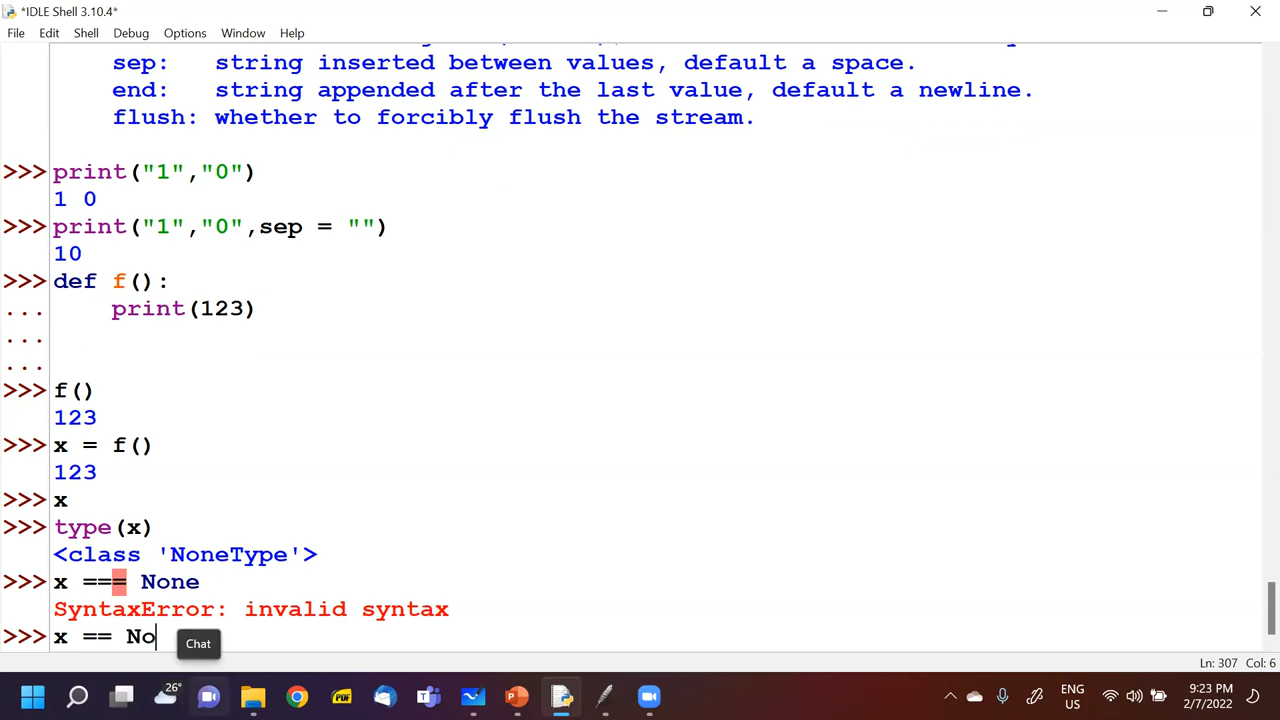 *IDLE Shell 3.10.4*
File Edit Shell Debug Options Window Help
sep: string inserted between values, default a space.
end: string appended after the last value, default a newline.
flush: whether to forcibly flush the stream.
>>> print("1","0")
1 0
>>> print("1","0",sep = "")
10
>>> def f():
... print(123)
...
...
>>> f()
123
>>> x = f()
123
>>> x
>>> type(x)
<class 'NoneType'>
>>> x === None
SyntaxError: invalid syntax
>>> x == No
Chat
Ln: 307 Col: 6
26°
PDF
ENG
US
9:23 PM
2/7/2022